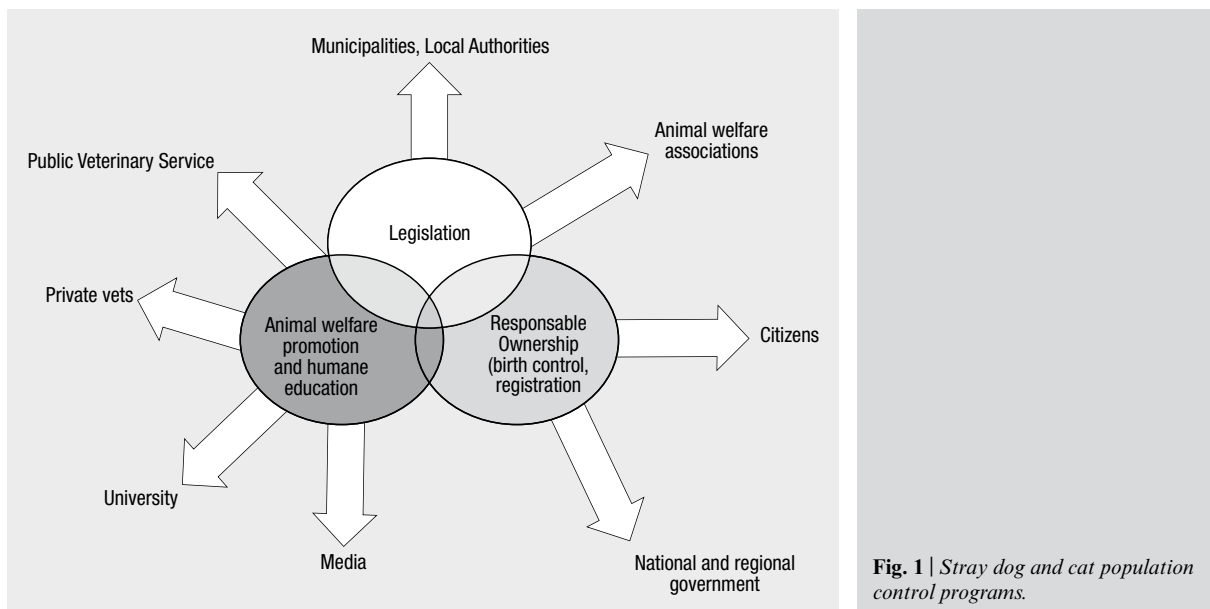 Municipalities, Local Authorities
Animal welfare
associations
Public Veterinary Service
Legislation
Private vets
Animal welfare
promotion
and humane
education
Responsable
Ownership
(birth control,
registration
Citizens
University
Media
National and regional
government
Fig. 1 | Stray dog and cat population
control programs.